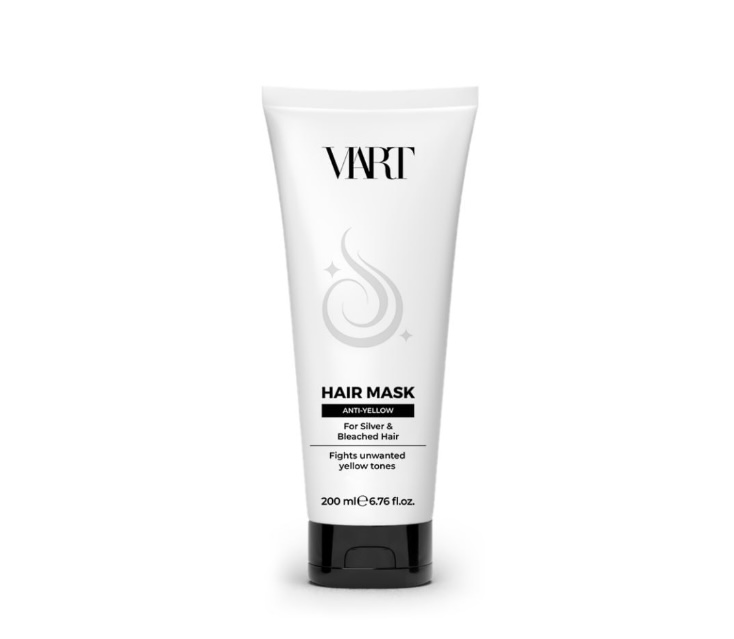 VIART
HAIR MASK
ANTI-YELLOW
For Silver &
Bleached Hair
Fights unwanted
yellow tones
200 ml℮6.76 fl.oz.